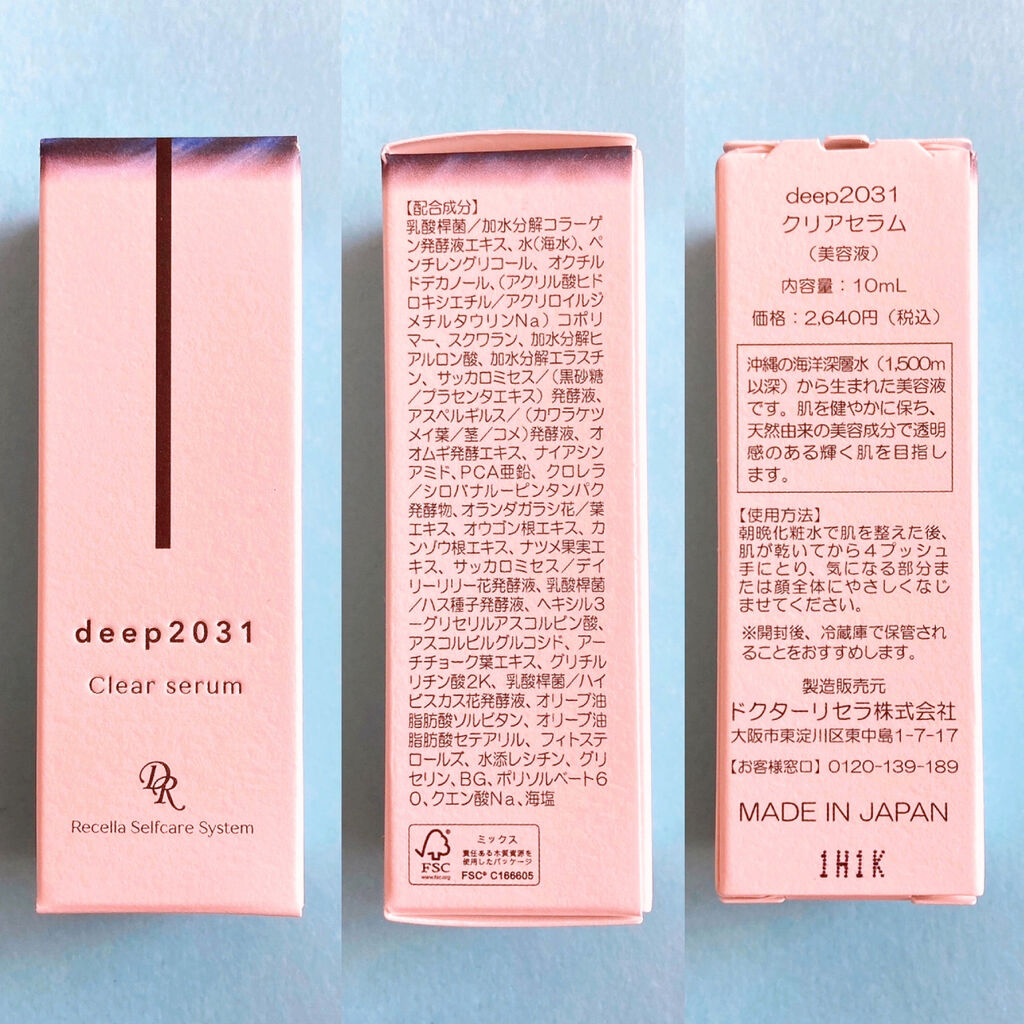 deep2031
Clear serum
DR
Recella Selfcare System
【配合成分】
乳酸桿菌／加水分解コラーゲ
ン発酵液エキス、水(海水)、ペ
ンチレングリコール、オクチルド
デカノール、(アクリル酸ヒド
ロキシエチル／アクリロイルジ
メチルタウリンNa）コポリ
マー、スクワラン、加水分解ヒ
アルロン酸、加水分解エラスチ
ン、サッカロミセス／(黒砂糖
／プラセンタエキス）発酵液、
アスペルギルス／（カワラケツ
メイ葉／茎／コメ）発酵液、オ
オムギ発酵エキス、ナイアシン
アミド、PCA亜鉛、クロレラ
／シロバナルーピンタンパク
発酵物、オランダガラシ花／葉
エキス、オウゴン根エキス、カ
ンゾウ根エキス、ナツメ果実エ
キス、サッカロミセス／デイ
リーリリー花発酵液、乳酸桿菌
／ハス種子発酵液、ヘキシル3
ーグリセリルアスコルビン酸、
アスコルビルグルコシド、アー
チチョーク葉エキス、グリチル
リチン酸2K、乳酸桿菌／ハイ
ビスカス花発酵液、オリーブ油
脂肪酸ソルビタン、オリーブ油
脂肪酸セテアリル、フィトステ
ロールズ、水添レシチン、グリ
セリン、BG、ポリソルベート6
0、クエン酸Na、海塩
FSC
www.fsc.org
ミックス
責任ある木質資源を
使用したパッケージ
FSC® C166605
deep2031
クリアセラム
（美容液）
内容量：10mL
価格：2,640円（税込）
沖縄の海洋深層水（1,500m
以深）から生まれた美容液
です。肌を健やかに保ち、
天然由来の美容成分で透明
感のある輝く肌を目指し
ます。
【使用方法】
朝晩化粧水で肌を整えた後、
肌が乾いてから4プッシュ
手にとり、気になる部分ま
たは顔全体にやさしくなじ
ませてください。
※開封後、冷蔵庫で保管され
ることをおすすめします。
製造販売元
ドクターリセラ株式会社
大阪市東淀川区東中島1-7-17
【お客様窓口】0120-139-189
MADE IN JAPAN
1H1K